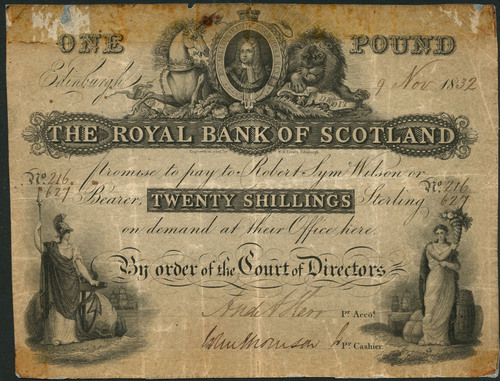 ONE POUND
Edinburgh 9 Nov 1832
THE ROYAL BANK OF SCOTLAND
promise to pay to Robert Sym Wilson or
No. 216 No. 216
627 Bearer, TWENTY SHILLINGS Sterling 627
on demand at their Office here.
By order of the Court of Directors
Pr. Accot.
Pr. Cashier